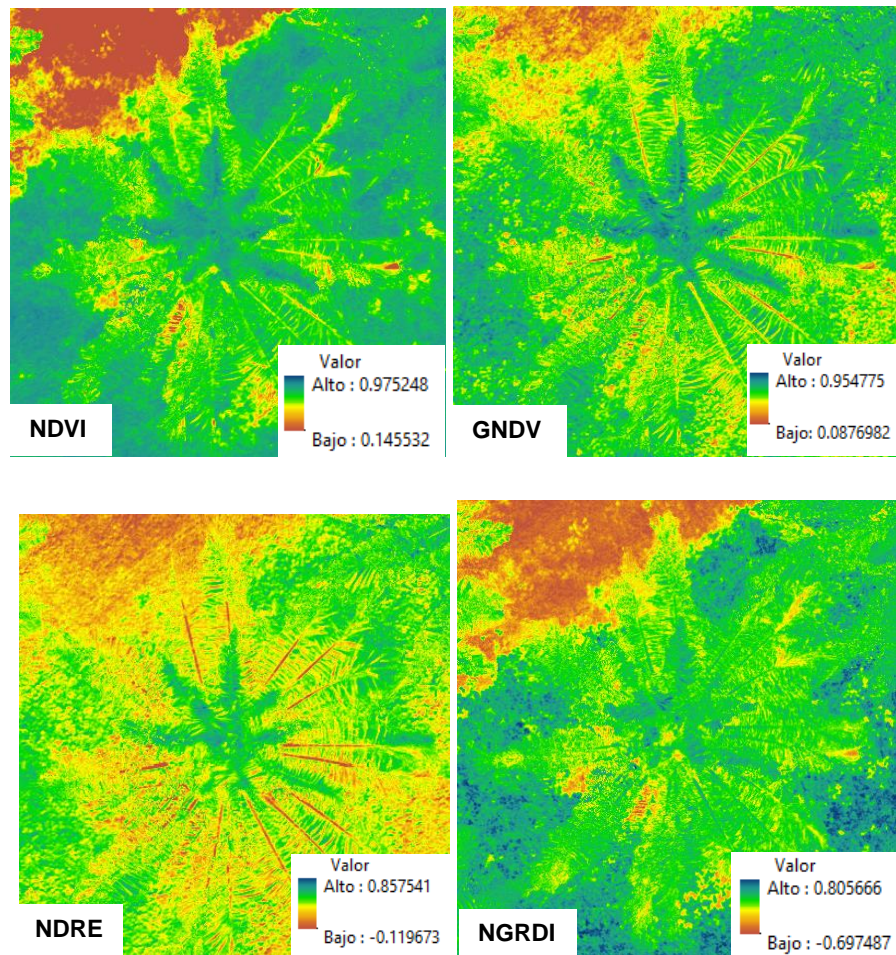 Valor
Alto : 0.975248
Bajo : 0.145532
NDVI
Valor
Alto : 0.954775
Bajo: 0.0876982
GNDV
Valor
Alto : 0.857541
Bajo : -0.119673
NDRE
Valor
Alto : 0.805666
Bajo : -0.697487
NGRDI